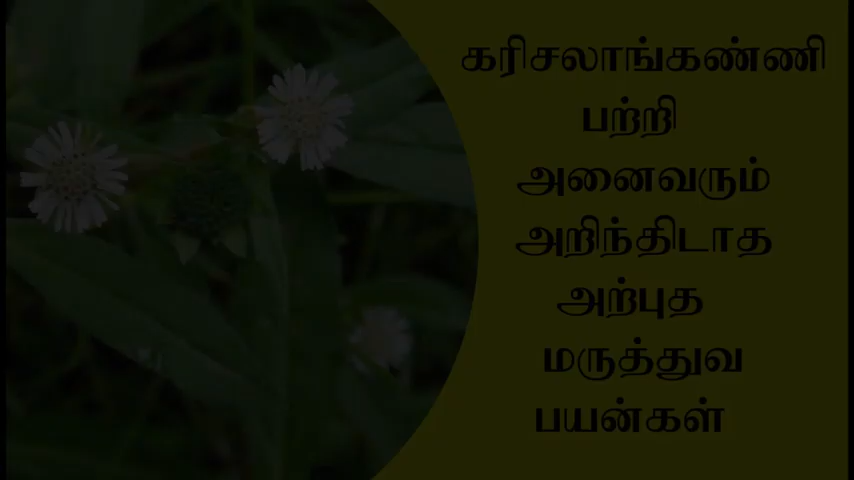 கரிசலாங்கண்ணி
பற்றி
அனைவரும்
அறிந்திடாத
அற்புத
மருத்துவ
பயன்கள்